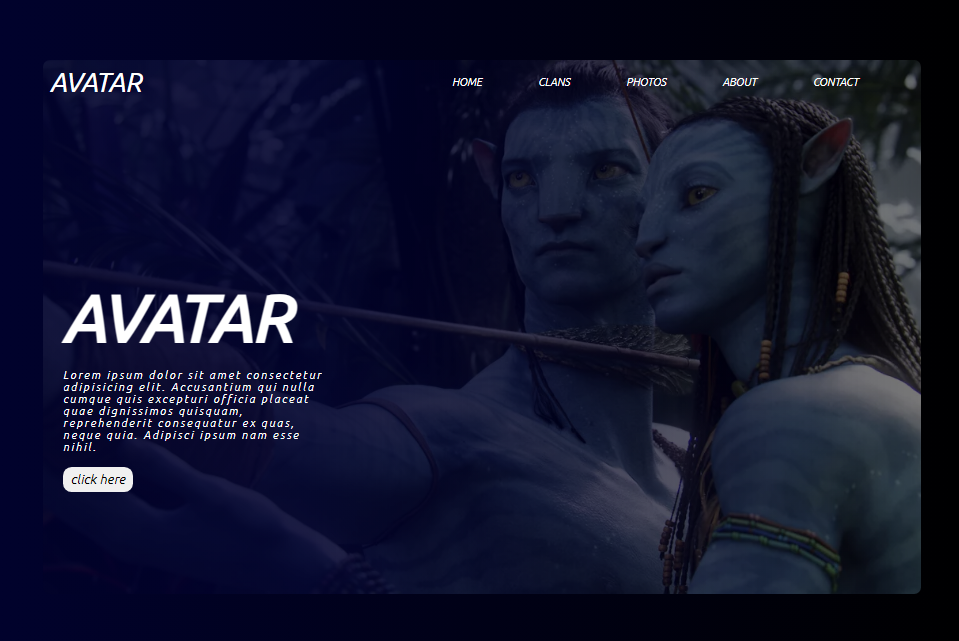 AVATAR
HOME CLANS PHOTOS ABOUT CONTACT
AVATAR
Lorem ipsum dolor sit amet consectetur
adipisicing elit. Accusantium qui nulla
cumque quis excepturi officia placeat
quae dignissimos quisquam,
reprehenderit consequatur ex quas,
neque quia. Adipisci ipsum nam esse
nihil.
click here